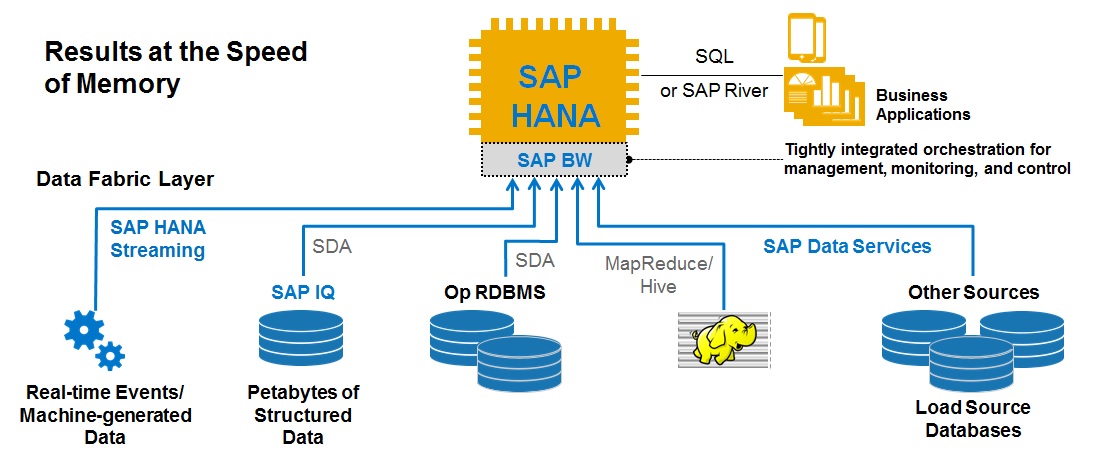 Results at the Speed
of Memory
SAP
HANA
SAP BW
SQL
or SAP River
Business
Applications
Tightly integrated orchestration for
management, monitoring, and control
Data Fabric Layer
SAP HANA
Streaming
SDA
SDA
MapReduce/
Hive
SAP Data Services
SAP IQ
Op RDBMS
Other Sources
Real-time Events/
Machine-generated
Data
Petabytes of
Structured
Data
Load Source
Databases